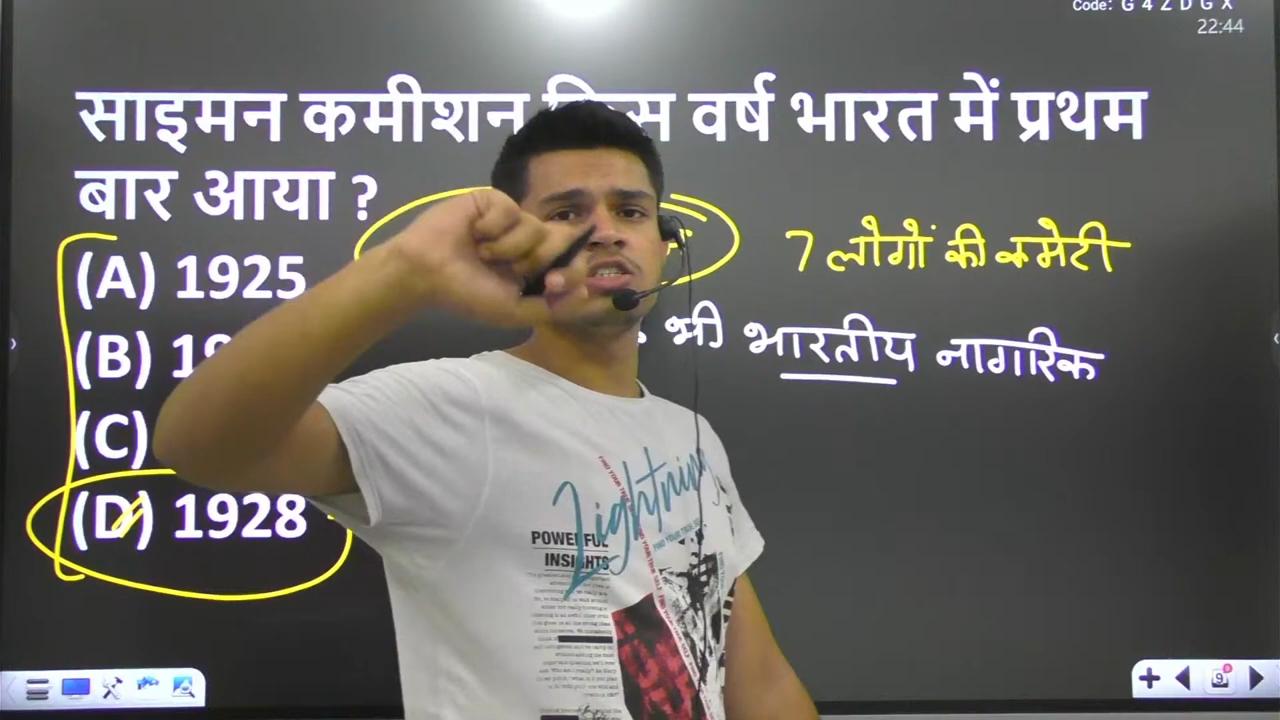 Code: G 4 Z D G X
22:44
साइमन कमीशन वर्ष भारत में प्रथम
बार आया ?
7 लोगों की कमेटी
(A) 1925
भी भारतीय नागरिक
(B)
(C)
(D) 1928
Lightning
POWERFUL
INSIGHTS